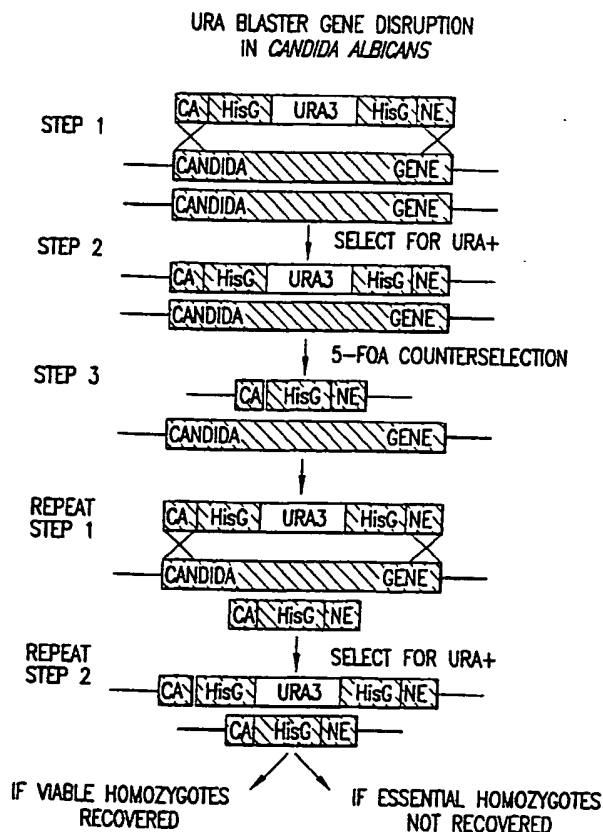 URA BLASTER GENE DISRUPTION
IN CANDIDA ALBICANS
STEP 1
CA HisG URA3 HisG NE
CANDIDA GENE
CANDIDA GENE
SELECT FOR URA+
STEP 2
CA HisG URA3 HisG NE
CANDIDA GENE
5-FOA COUNTERSELECTION
STEP 3
CA HisG NE
CANDIDA GENE
REPEAT
STEP 1
CA HisG URA3 HisG NE
CANDIDA GENE
CA HisG NE
SELECT FOR URA+
REPEAT
STEP 2
CA HisG URA3 HisG NE
CA HisG NE
IF VIABLE HOMOZYGOTES
RECOVERED
IF ESSENTIAL HOMOZYGOTES
NOT RECOVERED